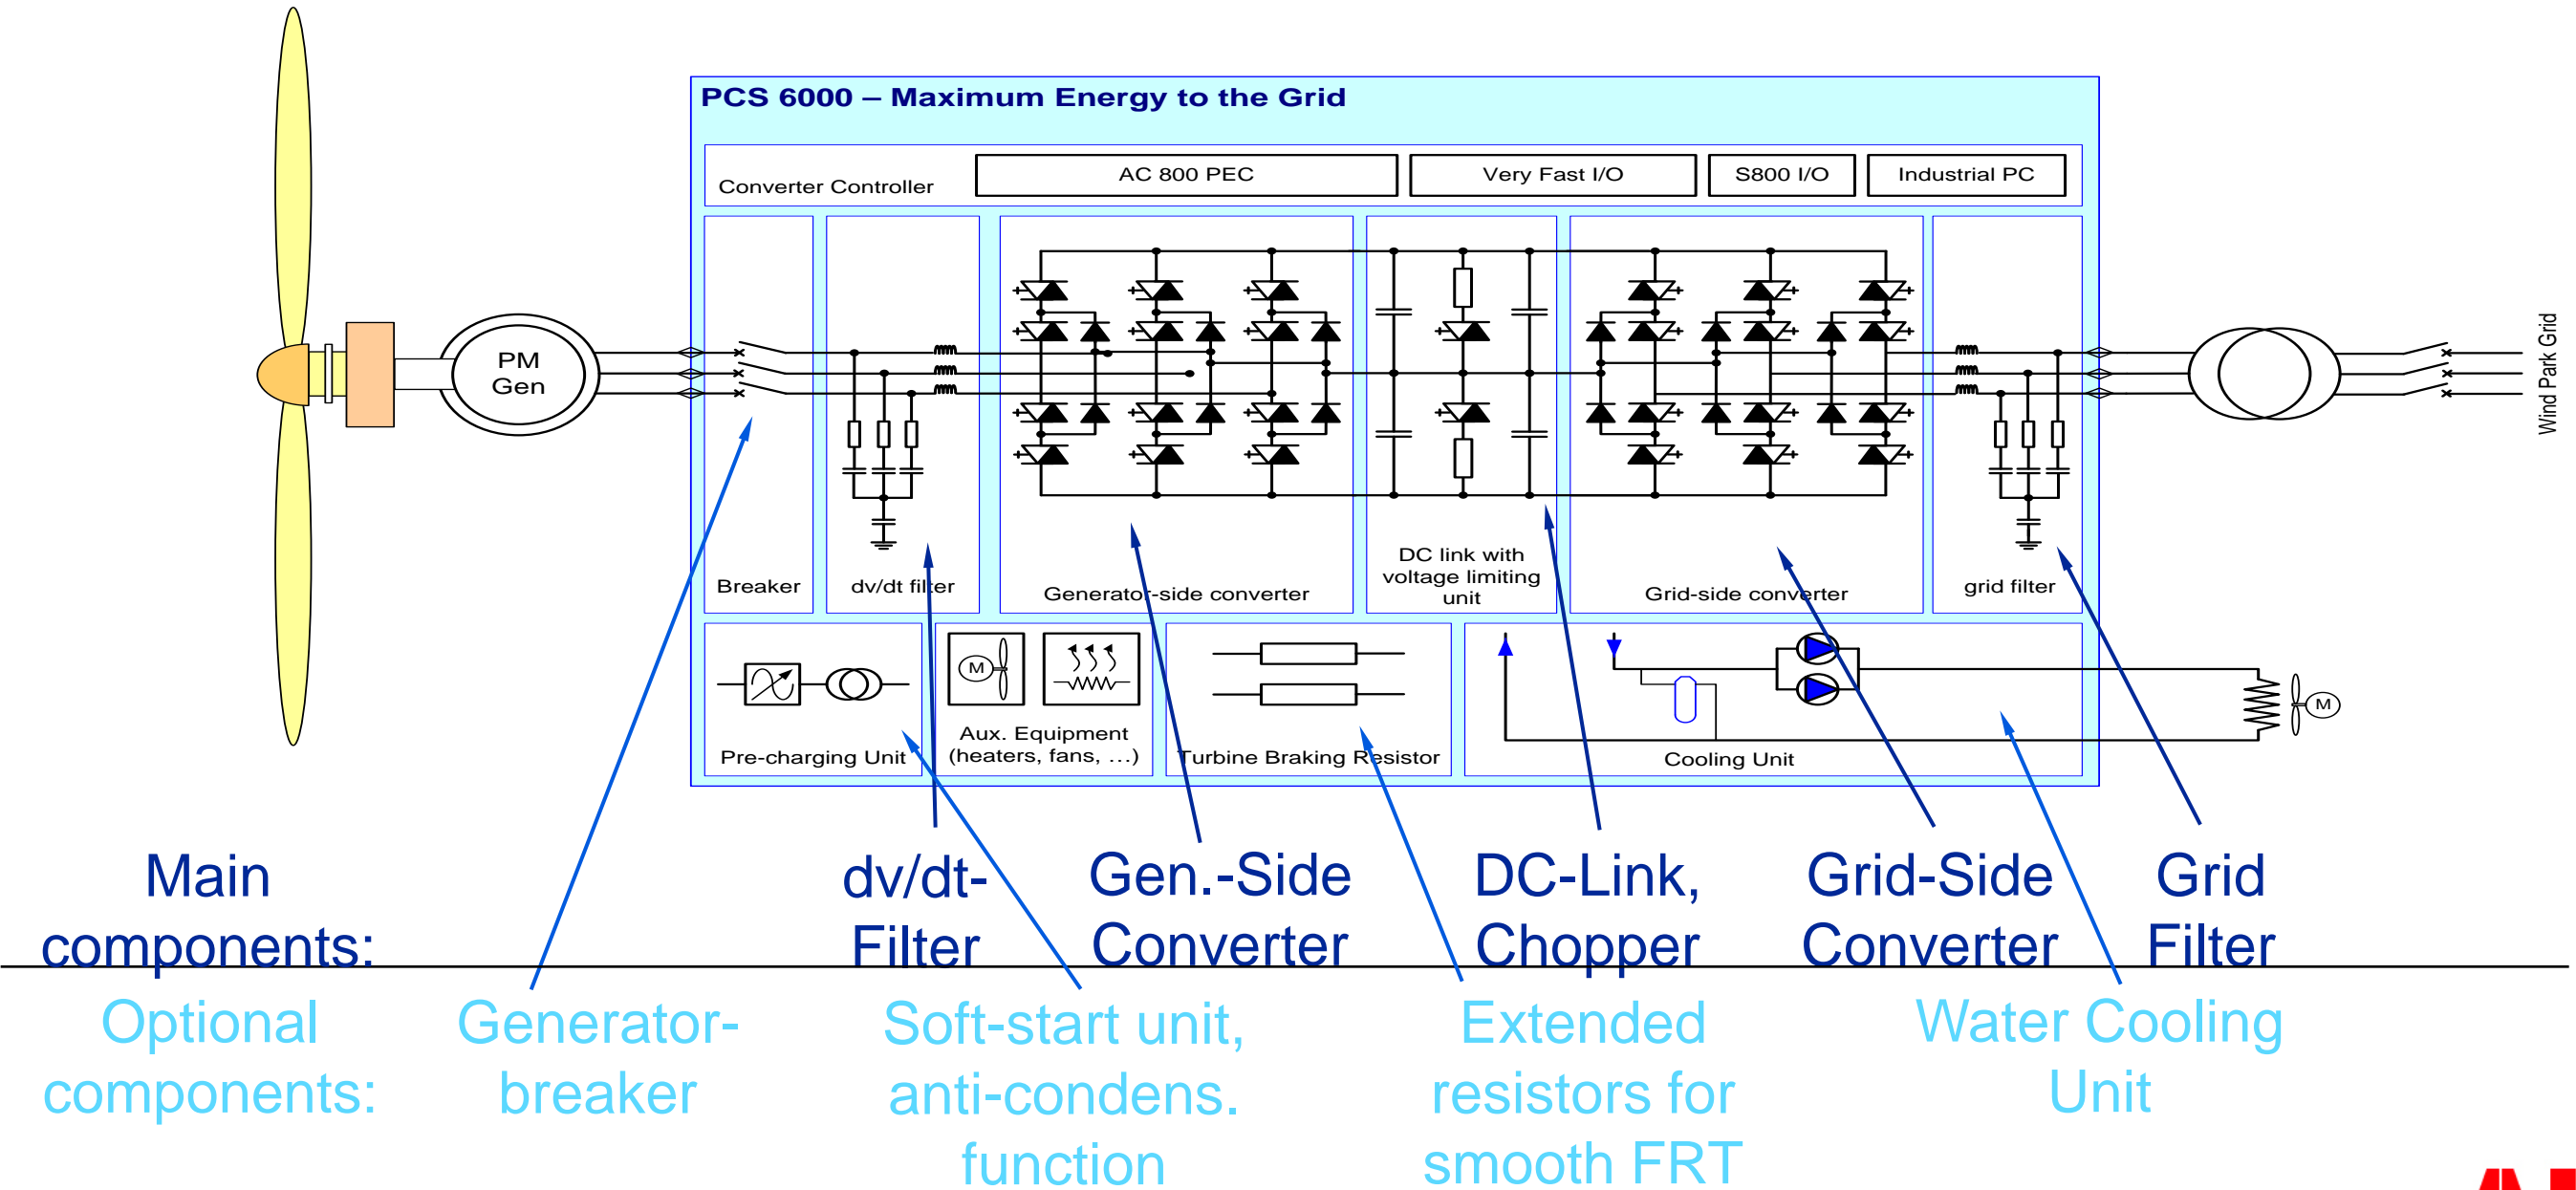 PCS 6000 – Maximum Energy to the Grid
Converter Controller
AC 800 PEC
Very Fast I/O
S800 I/O
Industrial PC
PM
Gen
Wind Park Grid
Breaker
dv/dt filter
Generator-side converter
DC link with
voltage limiting
unit
Grid-side converter
grid filter
Pre-charging Unit
M
Aux. Equipment
(heaters, fans, …)
Turbine Braking Resistor
Cooling Unit
M
Main
components:
dv/dt-
Filter
Gen.-Side
Converter
DC-Link,
Chopper
Grid-Side
Converter
Grid
Filter
Optional
components:
Generator-
breaker
Soft-start unit,
anti-condens.
function
Extended
resistors for
smooth FRT
Water Cooling
Unit